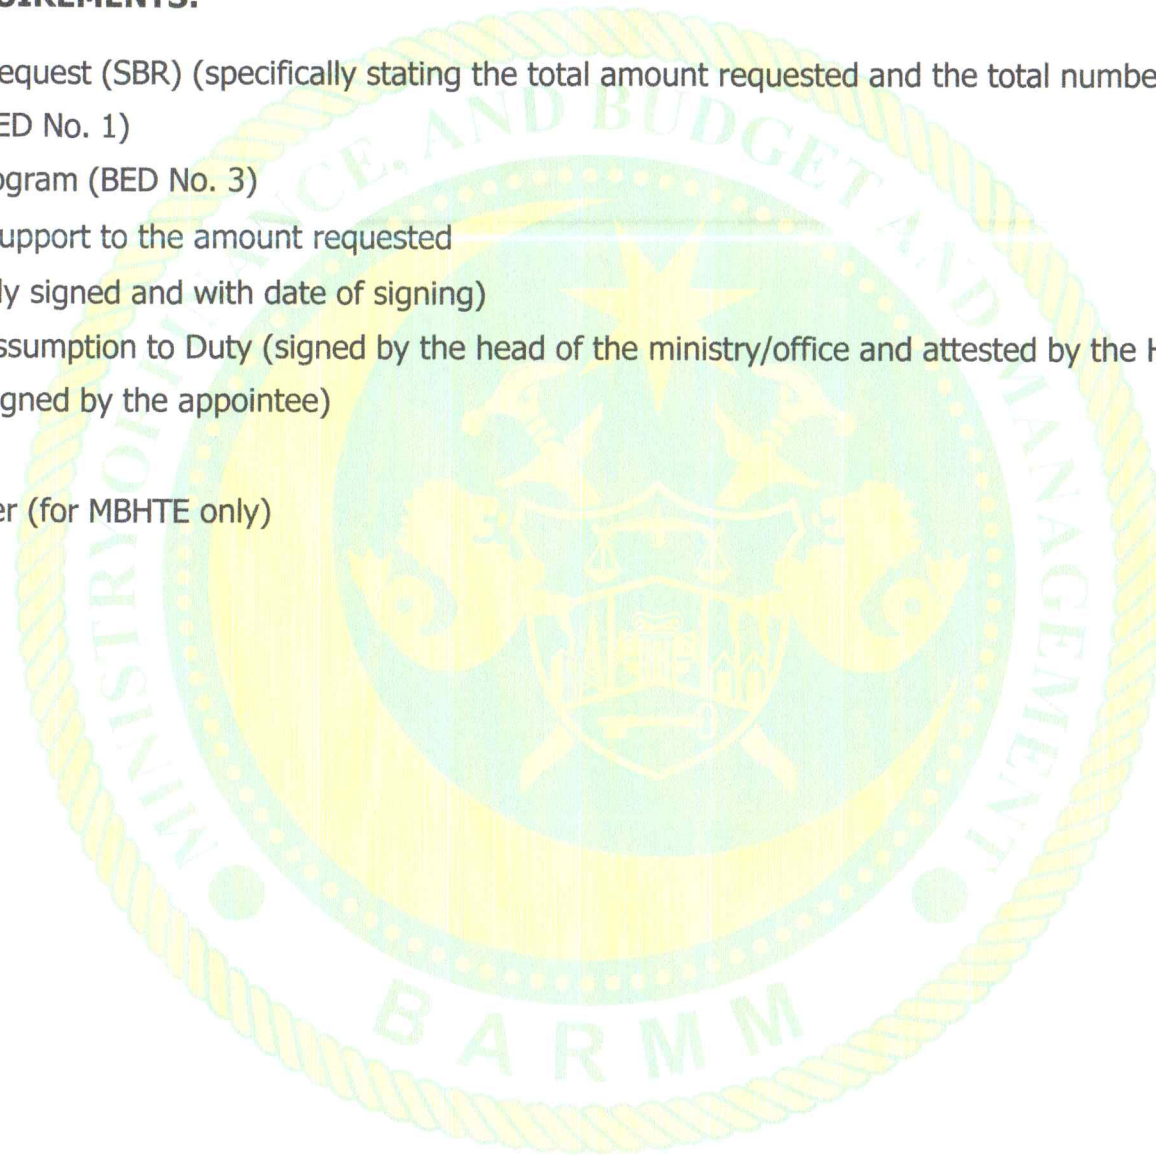 UIREMENTS:
equest (SBR) (specifically stating the total amount requested and the total numbe
ED No. 1)
ogram (BED No. 3)
upport to the amount requested
ly signed and with date of signing)
ssumption to Duty (signed by the head of the ministry/office and attested by the H
gned by the appointee)
er (for MBHTE only)
MINISTRY OF FINANCE, AND BUDGET AND MANAGEMENT
BARMM